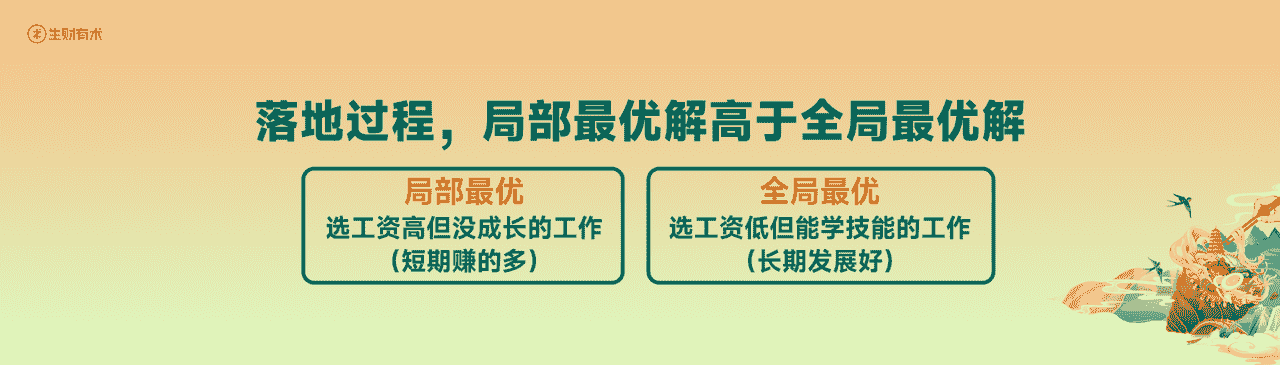 生财有术
落地过程，局部最优解高于全局最优解
局部最优
选工资高但没成长的工作
（短期赚的多）
全局最优
选工资低但能学技能的工作
（长期发展好）